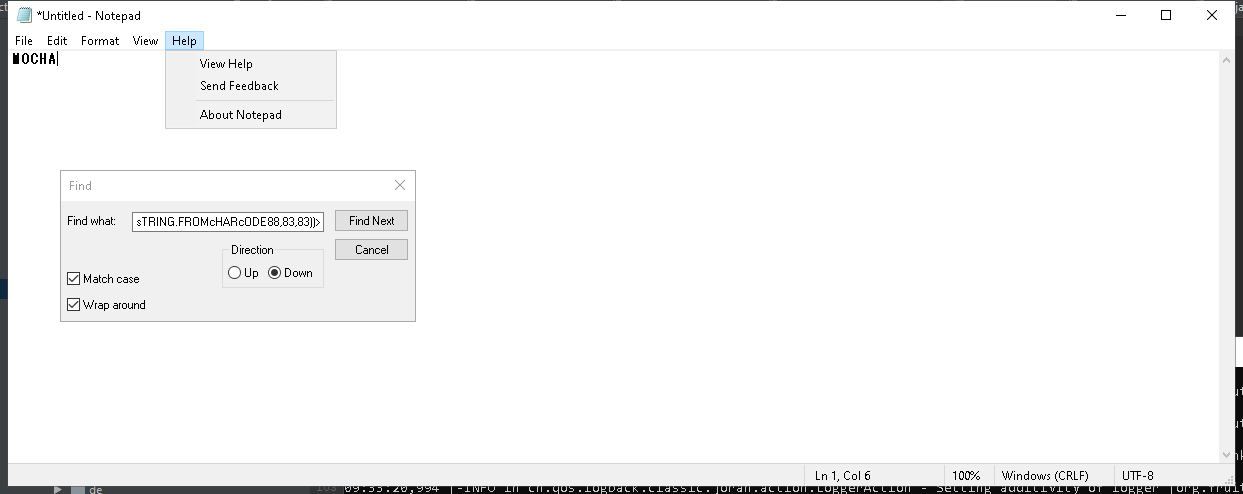 *Untitled - Notepad
File Edit Format View Help
MOCHA
View Help
Send Feedback
About Notepad
Find
Find what: sTRING.FROMcHARcODE88,83,83))> Find Next
Direction Cancel
Up Down
Match case
Wrap around
Ln 1, Col 6 100% Windows (CRLF) UTF-8
de 09:33:20,994 |-INFO in ch.qos.logback.classic.joran.action.LoggerAction - Setting additivity of logger